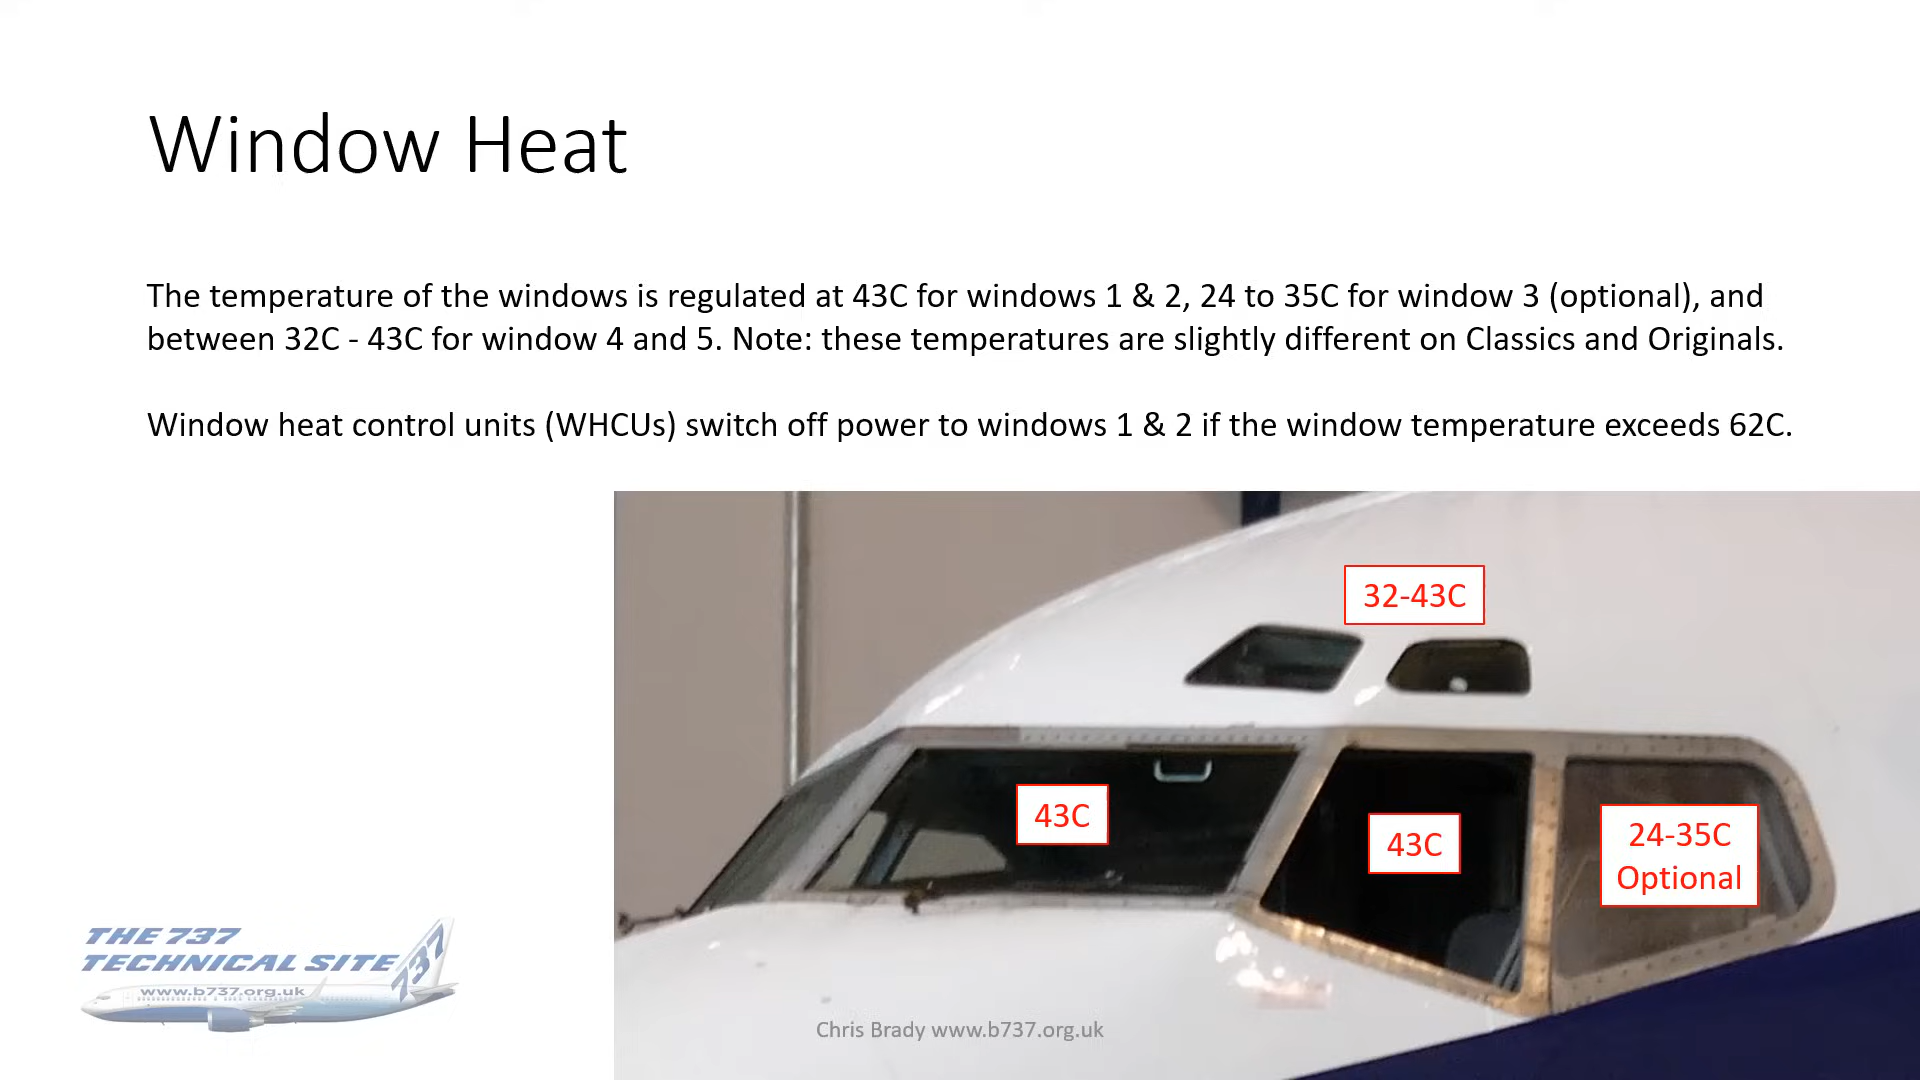 Window Heat
The temperature of the windows is regulated at 43C for windows 1 & 2, 24 to 35C for window 3 (optional), and
between 32C - 43C for window 4 and 5. Note: these temperatures are slightly different on Classics and Originals.
Window heat control units (WHCUs) switch off power to windows 1 & 2 if the window temperature exceeds 62C.
32-43C
43C
43C
24-35C
Optional
THE 737
TECHNICAL SITE
737
www.b737.org.uk
Chris Brady www.b737.org.uk